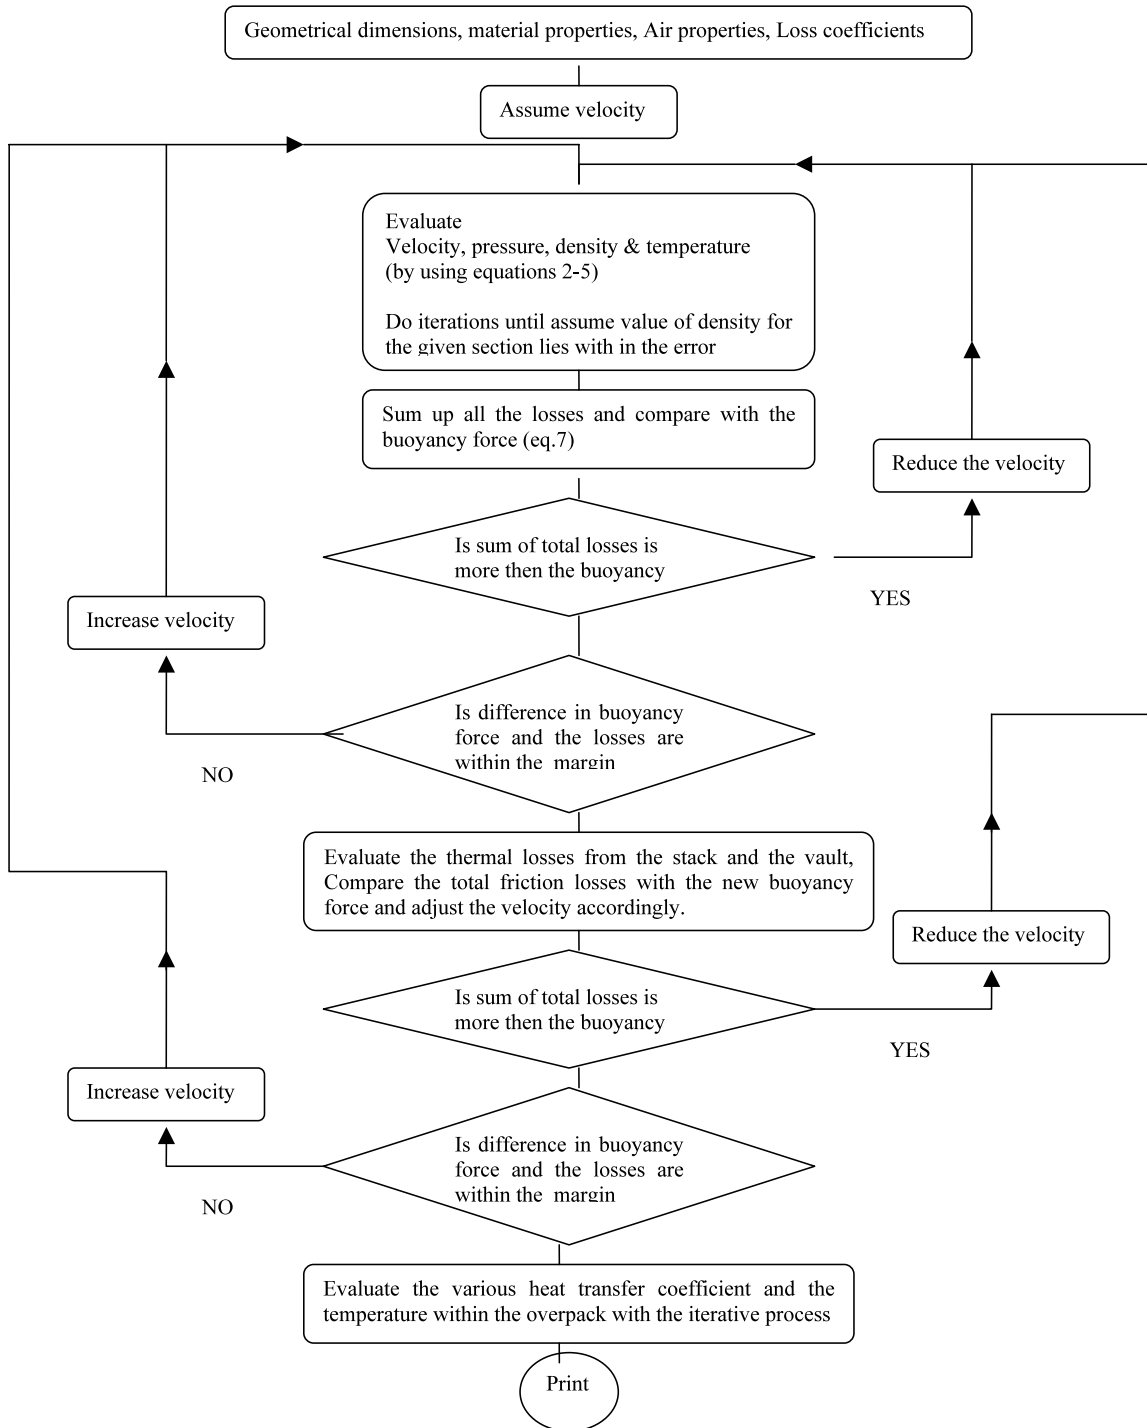 Geometrical dimensions, material properties, Air properties, Loss coefficients
Assume velocity
Evaluate
Velocity, pressure, density & temperature
(by using equations 2-5)
Do iterations until assume value of density for
the given section lies with in the error
Sum up all the losses and compare with the
buoyancy force (eq.7)
Reduce the velocity
Is sum of total losses is
more then the buoyancy
YES
Increase velocity
Is difference in buoyancy
force and the losses are
within the margin
NO
Evaluate the thermal losses from the stack and the vault,
Compare the total friction losses with the new buoyancy
force and adjust the velocity accordingly.
Reduce the velocity
Is sum of total losses is
more then the buoyancy
YES
Increase velocity
Is difference in buoyancy
force and the losses are
within the margin
NO
Evaluate the various heat transfer coefficient and the
temperature within the overpack with the iterative process
Print